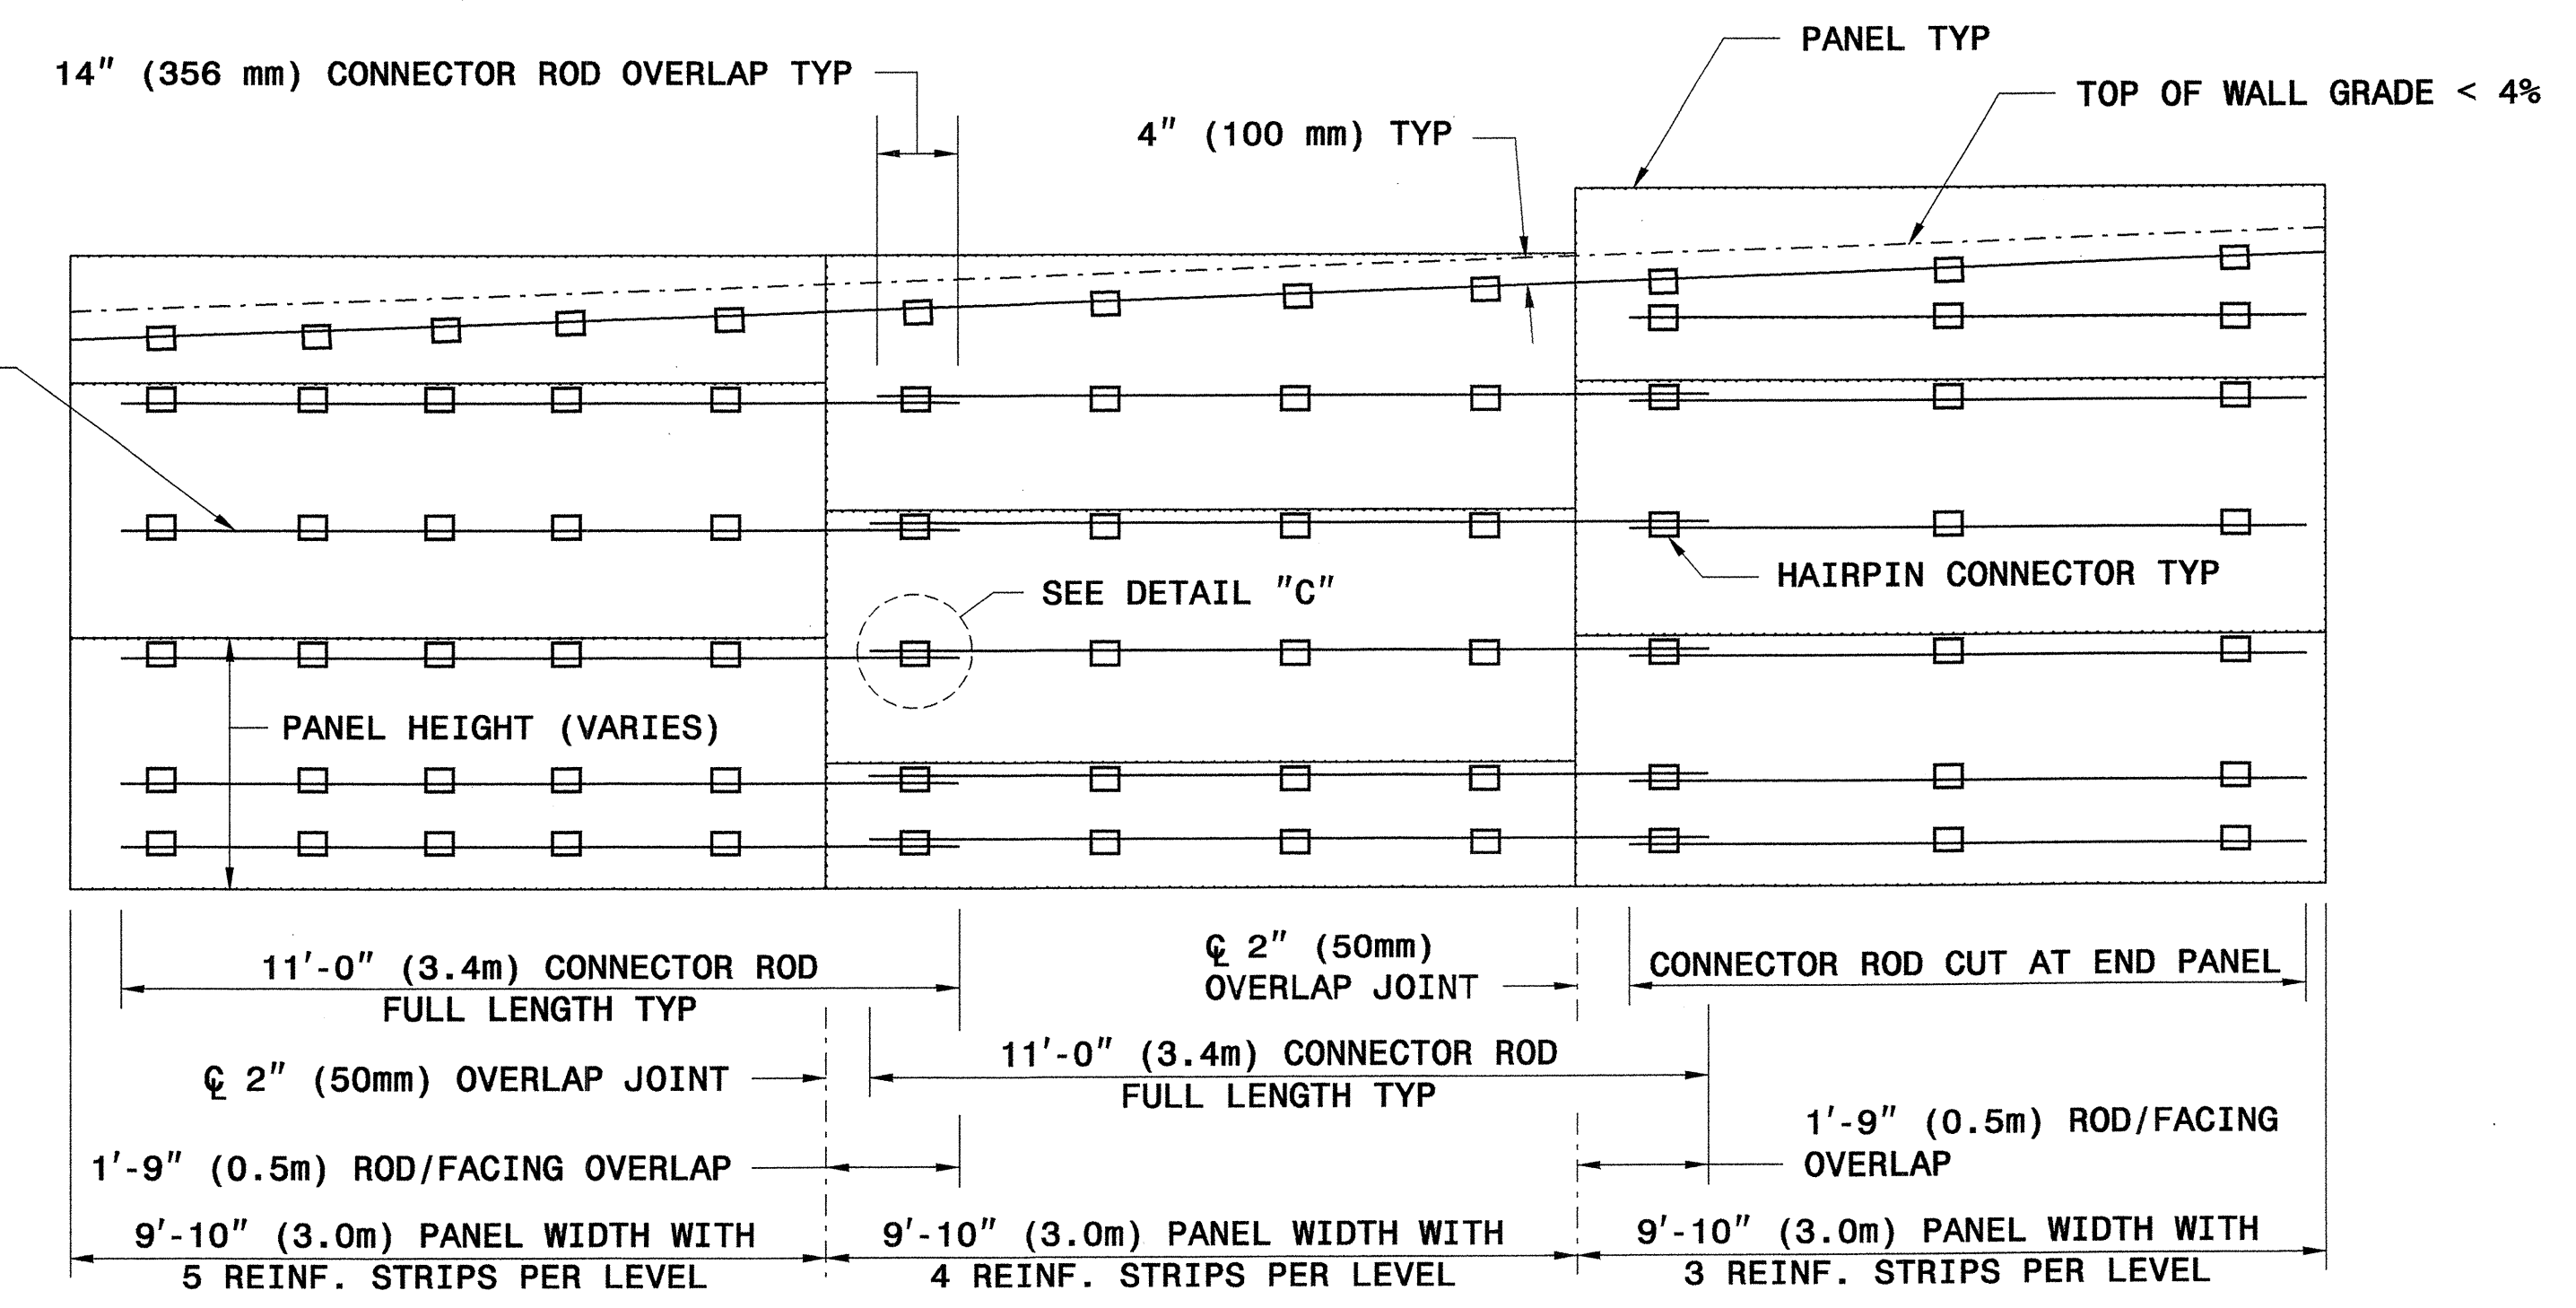 14" (356 mm) CONNECTOR ROD OVERLAP TYP
PANEL TYP
TOP OF WALL GRADE < 4%
4" (100 mm) TYP
HAIRPIN CONNECTOR TYP
SEE DETAIL "C"
PANEL HEIGHT (VARIES)
11'-0" (3.4m) CONNECTOR ROD
FULL LENGTH TYP
℄ 2" (50mm)
OVERLAP JOINT
CONNECTOR ROD CUT AT END PANEL
11'-0" (3.4m) CONNECTOR ROD
FULL LENGTH TYP
℄ 2" (50mm) OVERLAP JOINT
1'-9" (0.5m) ROD/FACING OVERLAP
1'-9" (0.5m) ROD/FACING
OVERLAP
9'-10" (3.0m) PANEL WIDTH WITH
5 REINF. STRIPS PER LEVEL
9'-10" (3.0m) PANEL WIDTH WITH
4 REINF. STRIPS PER LEVEL
9'-10" (3.0m) PANEL WIDTH WITH
3 REINF. STRIPS PER LEVEL